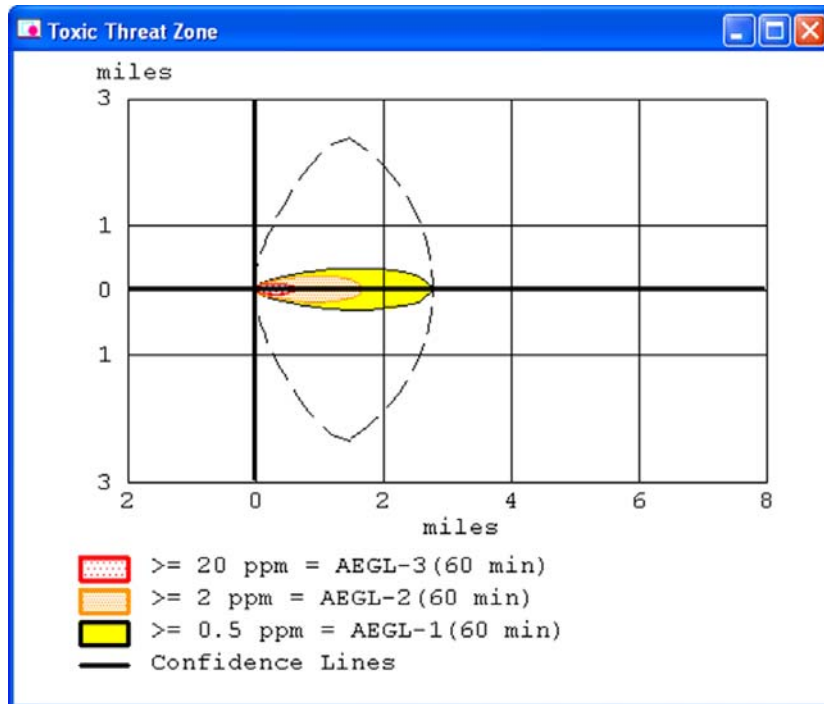 Toxic Threat Zone
miles
3
1
0
1
3
2 0 2 4 6 8
miles
>= 20 ppm = AEGL-3(60 min)
>= 2 ppm = AEGL-2(60 min)
>= 0.5 ppm = AEGL-1(60 min)
Confidence Lines